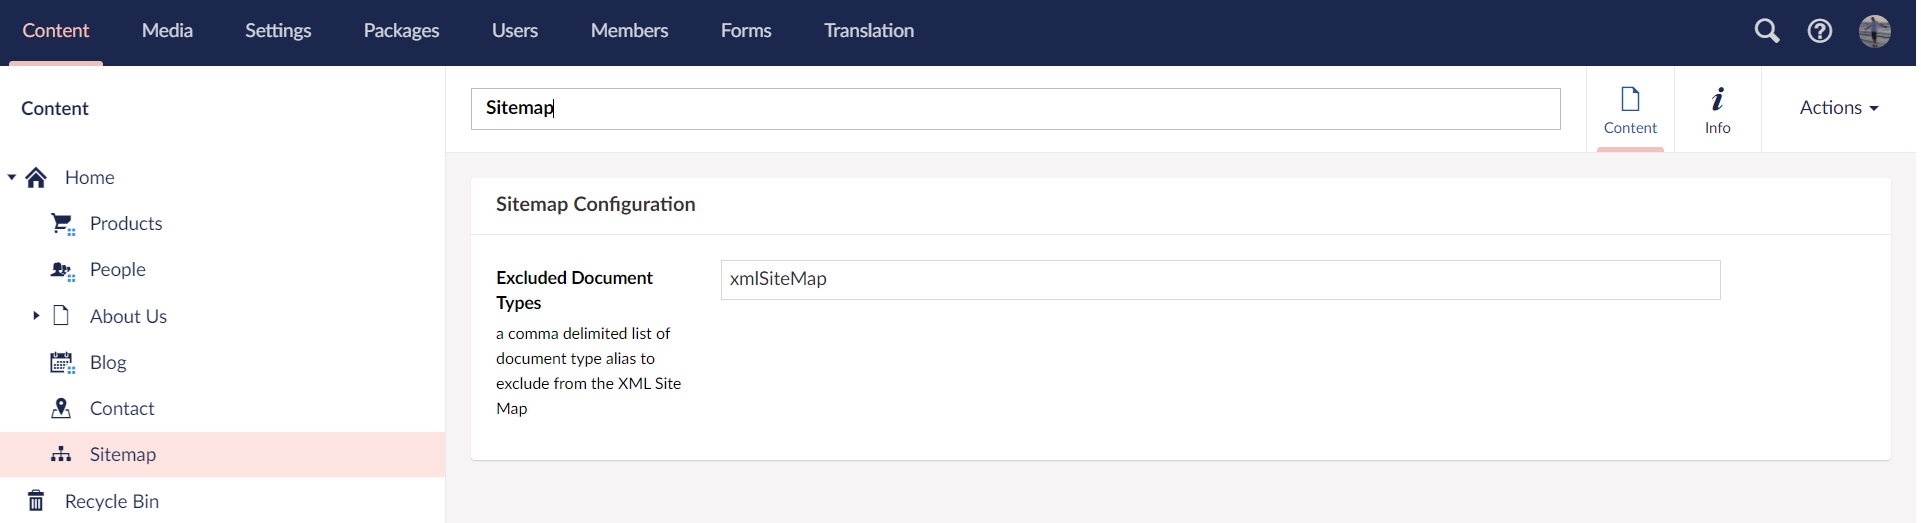 Content Media Settings Packages Users Members Forms Translation
Content
Home
Products
People
About Us
Blog
Contact
Sitemap
Recycle Bin
Sitemap
Content
Info
Actions
Sitemap Configuration
Excluded Document
Types
a comma delimited list of
document type alias to
exclude from the XML Site
Map
xmlSiteMap